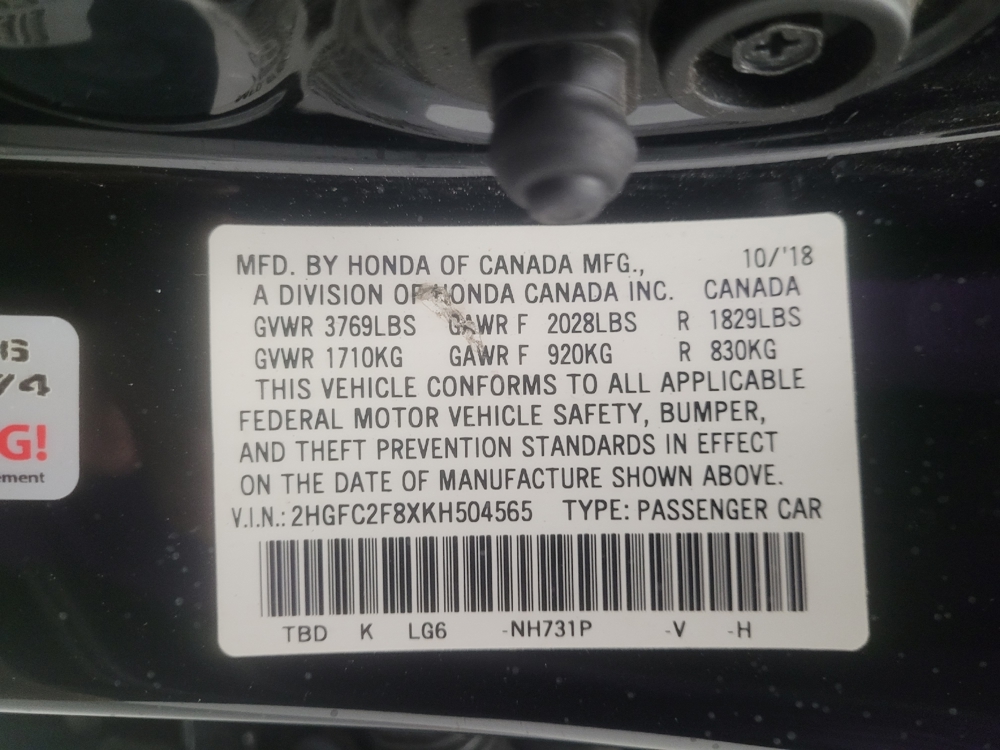 MFD. BY HONDA OF CANADA MFG., 10/'18
A DIVISION OF HONDA CANADA INC. CANADA
GVWR 3769LBS GAWR F 2028LBS R 1829LBS
GVWR 1710KG GAWR F 920KG R 830KG
THIS VEHICLE CONFORMS TO ALL APPLICABLE
FEDERAL MOTOR VEHICLE SAFETY, BUMPER,
AND THEFT PREVENTION STANDARDS IN EFFECT
ON THE DATE OF MANUFACTURE SHOWN ABOVE.
V.I.N.: 2HGFC2F8XKH504565 TYPE: PASSENGER CAR
TBD K LG6 -NH731P -V -H
G!
ement